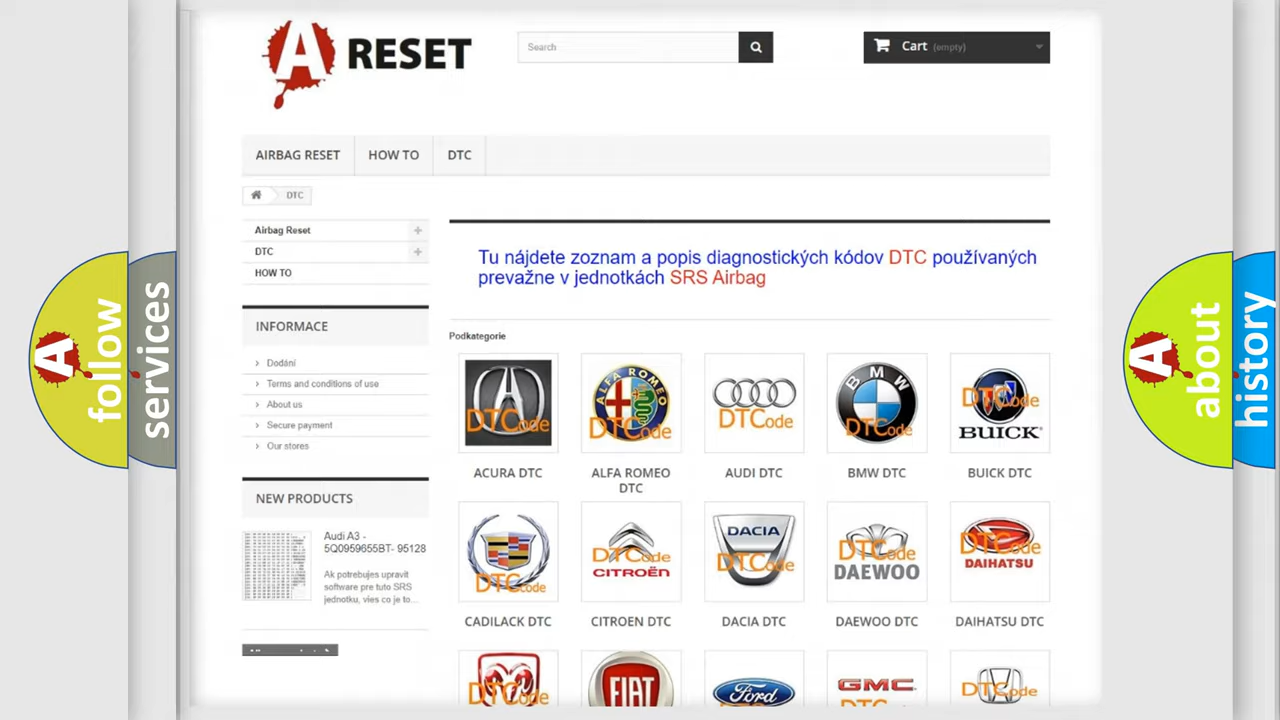 A RESET
Search
Cart (empty)
AIRBAG RESET
HOW TO
DTC
DTC
Airbag Reset
DTC
HOW TO
INFORMACE
Dodání
Terms and conditions of use
About us
Secure payment
Our stores
NEW PRODUCTS
Audi A3 -
5Q0959655BT- 95128
Ak potrebujes upravit
software pre tuto SRS
jednotku, vies co je to...
Tu nájdete zoznam a popis diagnostických kódov DTC používaných
prevažne v jednotkách SRS Airbag
Podkategorie
DTCode
ALFA ROMEO
DTCode
DTCode
BMW
DTCode
DTCode
BUICK
ACURA DTC
ALFA ROMEO
DTC
AUDI DTC
BMW DTC
BUICK DTC
DTCode
DTCode
CITROËN
DACIA
DTCode
DTCode
DAEWOO
DTCode
DAIHATSU
CADILACK DTC
CITROEN DTC
DACIA DTC
DAEWOO DTC
DAIHATSU DTC
DTCode
FIAT
Ford
GMC
DTCode
A follow
services
A about
history